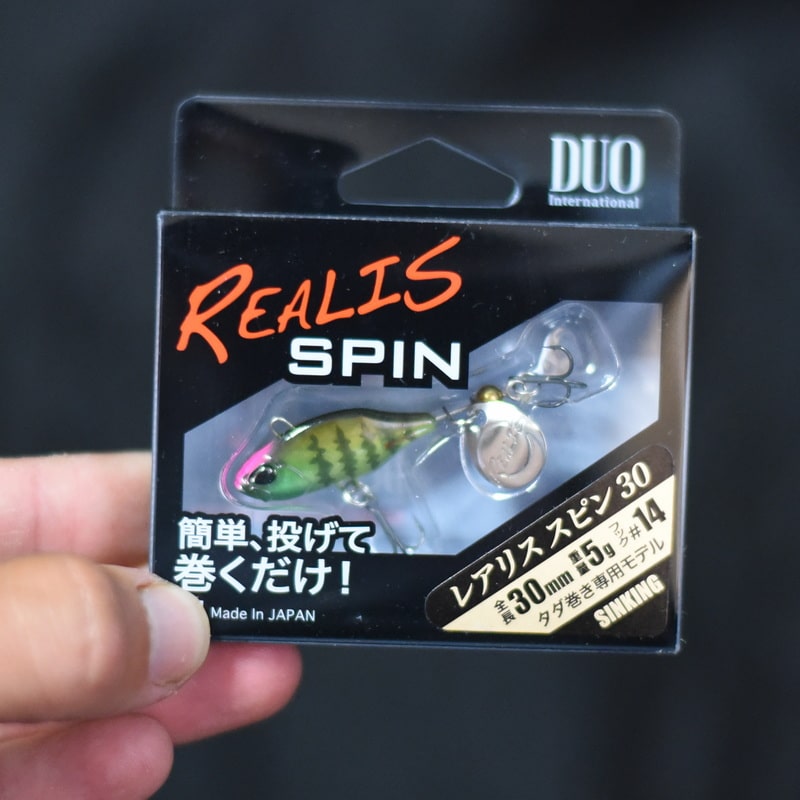 DUO
International
REALIS
SPIN
簡単、投げて
巻くだけ!
Made In JAPAN
レアリス スピン 30
全長30mm 重量5g フック#14
タダ巻き専用モデル
SINKING